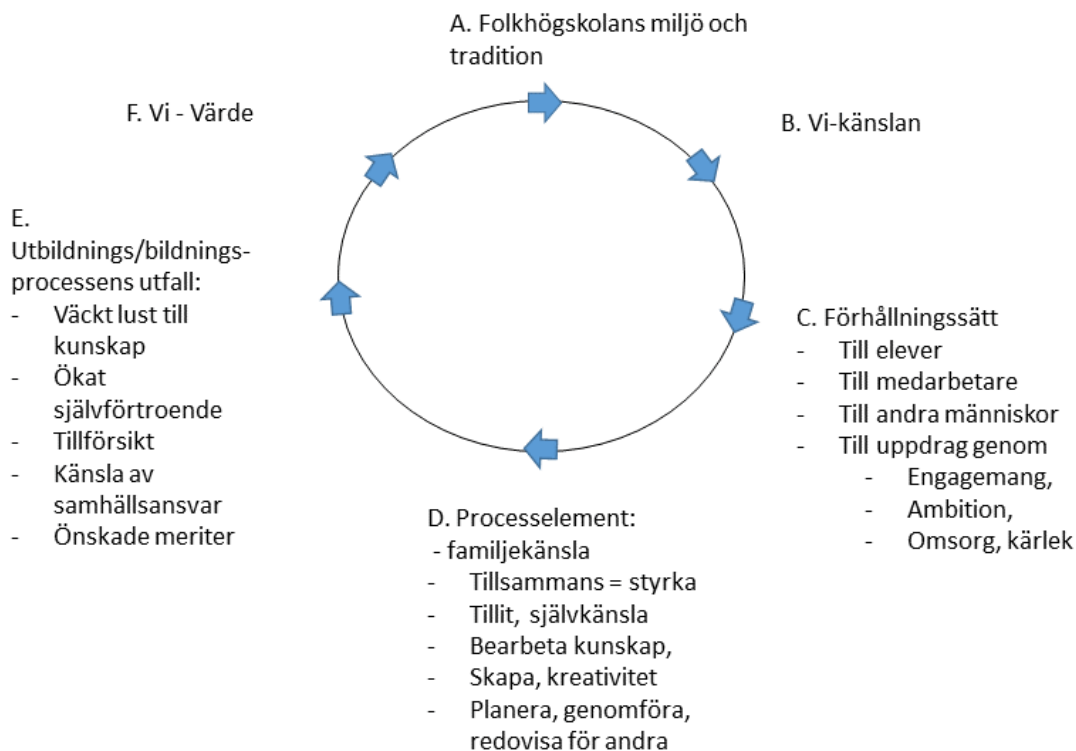 A. Folkhögskolans miljö och
tradition
B. Vi-känslan
C. Förhållningssätt
- Till elever
- Till medarbetare
- Till andra människor
- Till uppdrag genom
- Engagemang,
- Ambition,
- Omsorg, kärlek
D. Processelement:
- familjekänsla
- Tillsammans = styrka
- Tillit, självkänsla
- Bearbeta kunskap,
- Skapa, kreativitet
- Planera, genomföra,
redovisa för andra
E.
Utbildnings/bildnings-
processens utfall:
- Väckt lust till
kunskap
- Ökat
självförtroende
- Tillförsikt
- Känsla av
samhällsansvar
- Önskade meriter
F. Vi - Värde